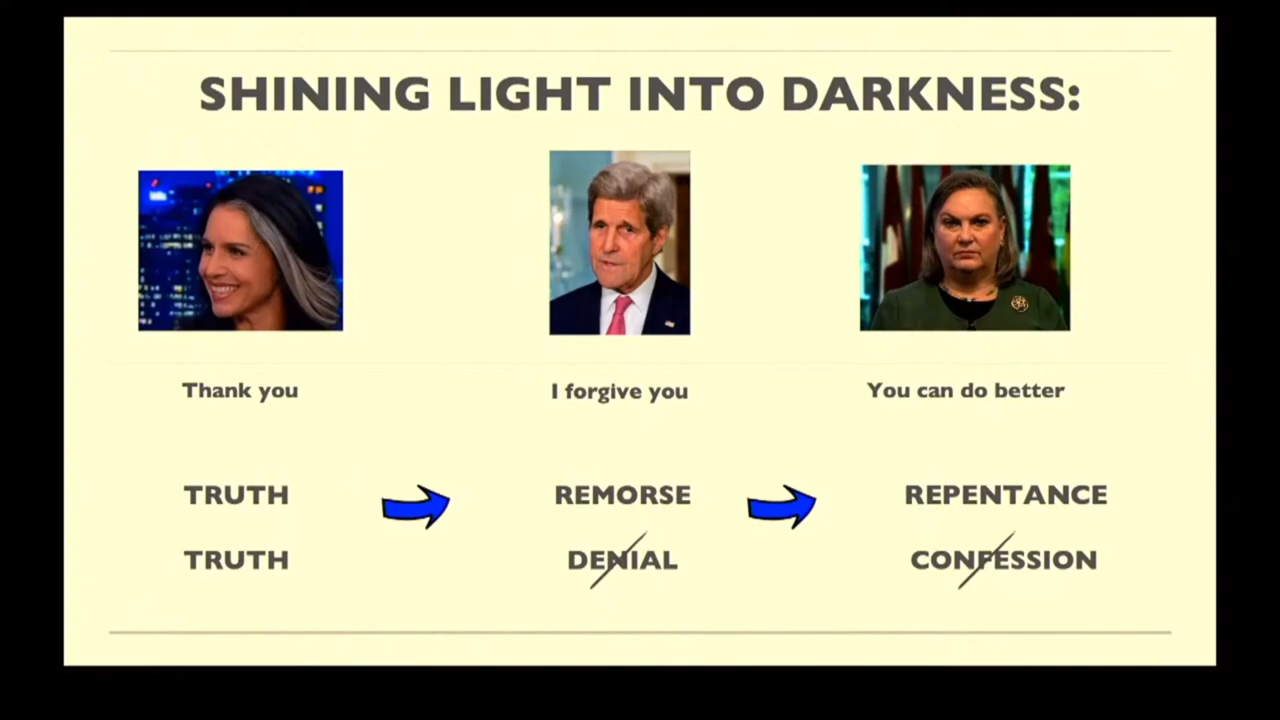 SHINING LIGHT INTO DARKNESS:
Thank you
I forgive you
You can do better
TRUTH
REMORSE
REPENTANCE
TRUTH
DENIAL
CONFESSION